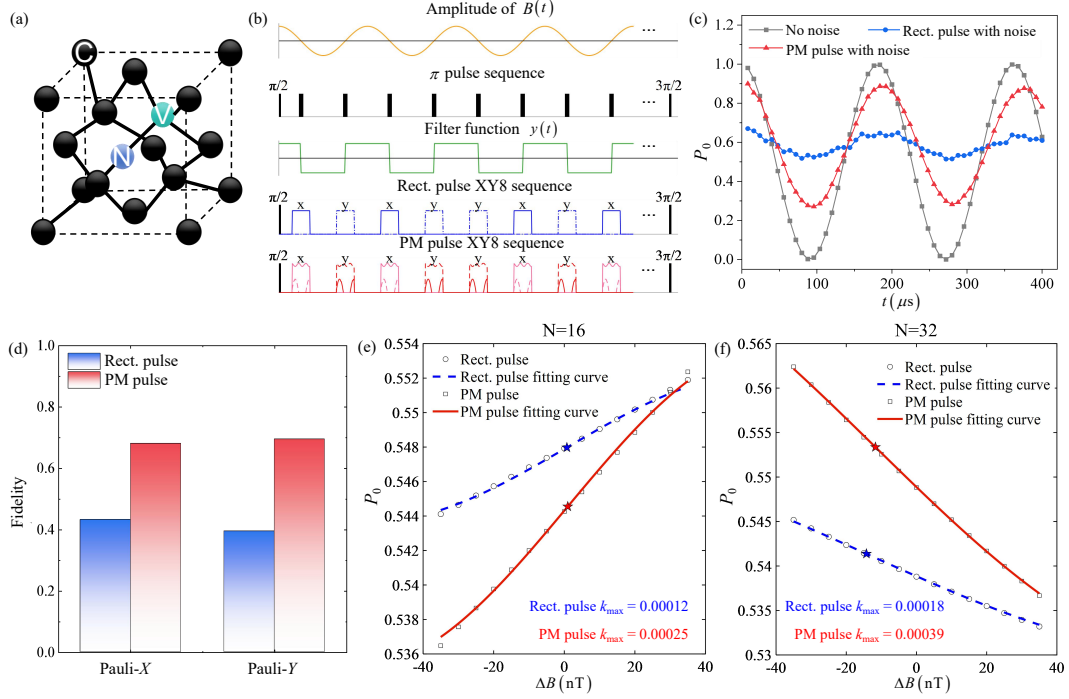 (a)
C
V
N
(b)
Amplitude of B(t)
...
π pulse sequence
π/2
3π/2
...
Filter function y(t)
...
Rect. pulse XY8 sequence
π/2
3π/2
x y x y y x y x
...
PM pulse XY8 sequence
π/2
3π/2
x y x y y x y x
...
(c)
No noise
Rect. pulse with noise
PM pulse with noise
P₀
1.2
1.0
0.8
0.6
0.4
0.2
0.0
0 100 200 300 400
t(μs)
(d)
Rect. pulse
PM pulse
Fidelity
1.0
0.8
0.6
0.4
0.2
0.0
Pauli-X Pauli-Y
N=16
(e)
Rect. pulse
Rect. pulse fitting curve
PM pulse
PM pulse fitting curve
P₀
0.554
0.552
0.55
0.548
0.546
0.544
0.542
0.54
0.538
0.536
Rect. pulse kmax = 0.00012
PM pulse kmax = 0.00025
-40 -20 0 20 40
ΔB(nT)
N=32
(f)
Rect. pulse
Rect. pulse fitting curve
PM pulse
PM pulse fitting curve
P₀
0.565
0.56
0.555
0.55
0.545
0.54
0.535
0.53
Rect. pulse kmax = 0.00018
PM pulse kmax = 0.00039
-40 -20 0 20 40
ΔB(nT)